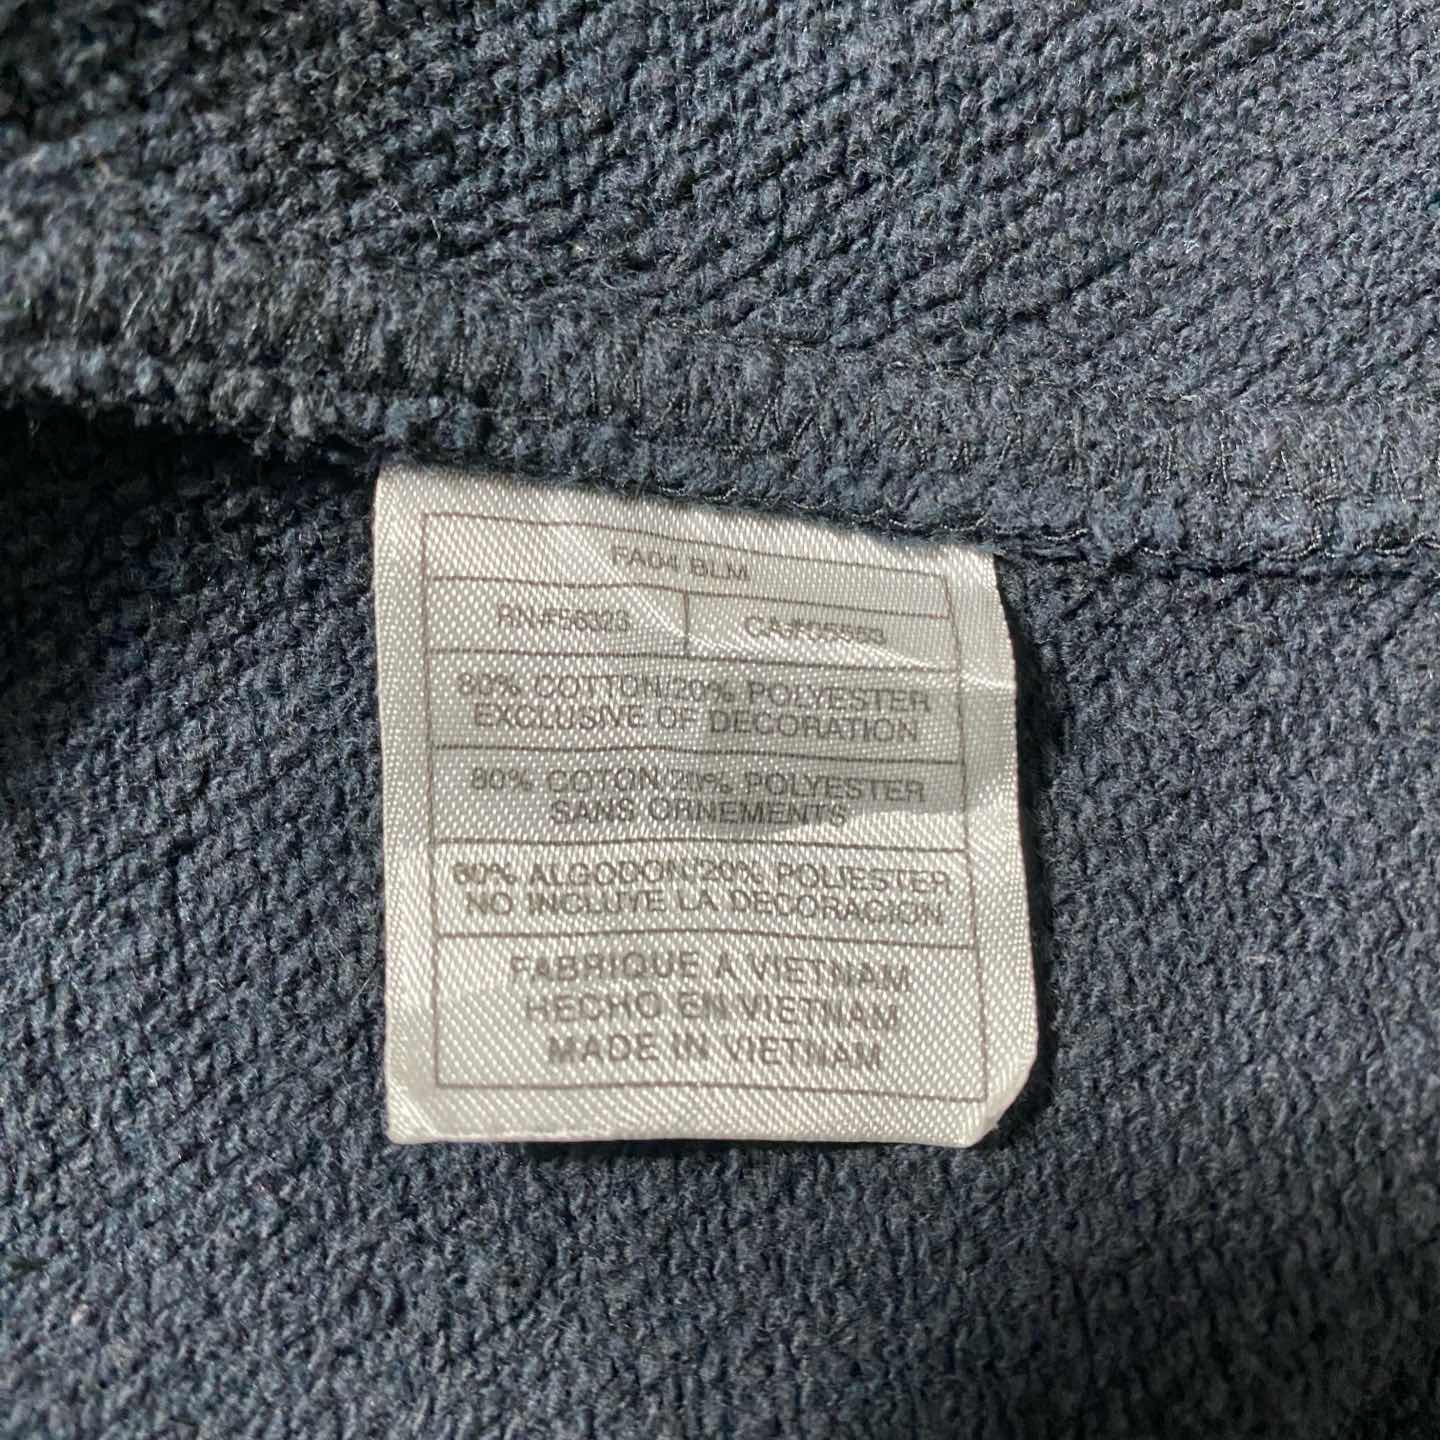 FA04 BLM
RN#56323 CA#05553
80% COTTON/20% POLYESTER
EXCLUSIVE OF DECORATION
80% COTON/20% POLYESTER
SANS ORNEMENTS
80% ALGODON/20% POLIESTER
NO INCLUYE LA DECORACION
FABRIQUE A VIETNAM
HECHO EN VIETNAM
MADE IN VIETNAM